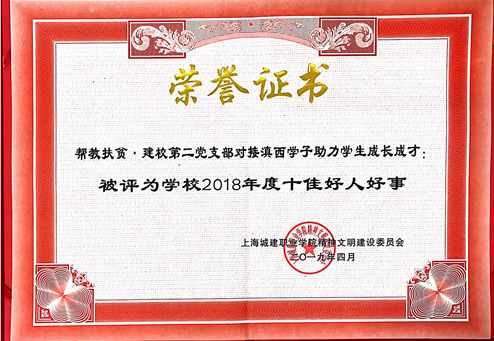 荣誉证书
帮教扶贫·建校第二党支部对接滇西学子助力学生成长成才：
被评为学校2018年度十佳好人好事
上海城建职业学院精神文明建设委员会
二〇一九年四月